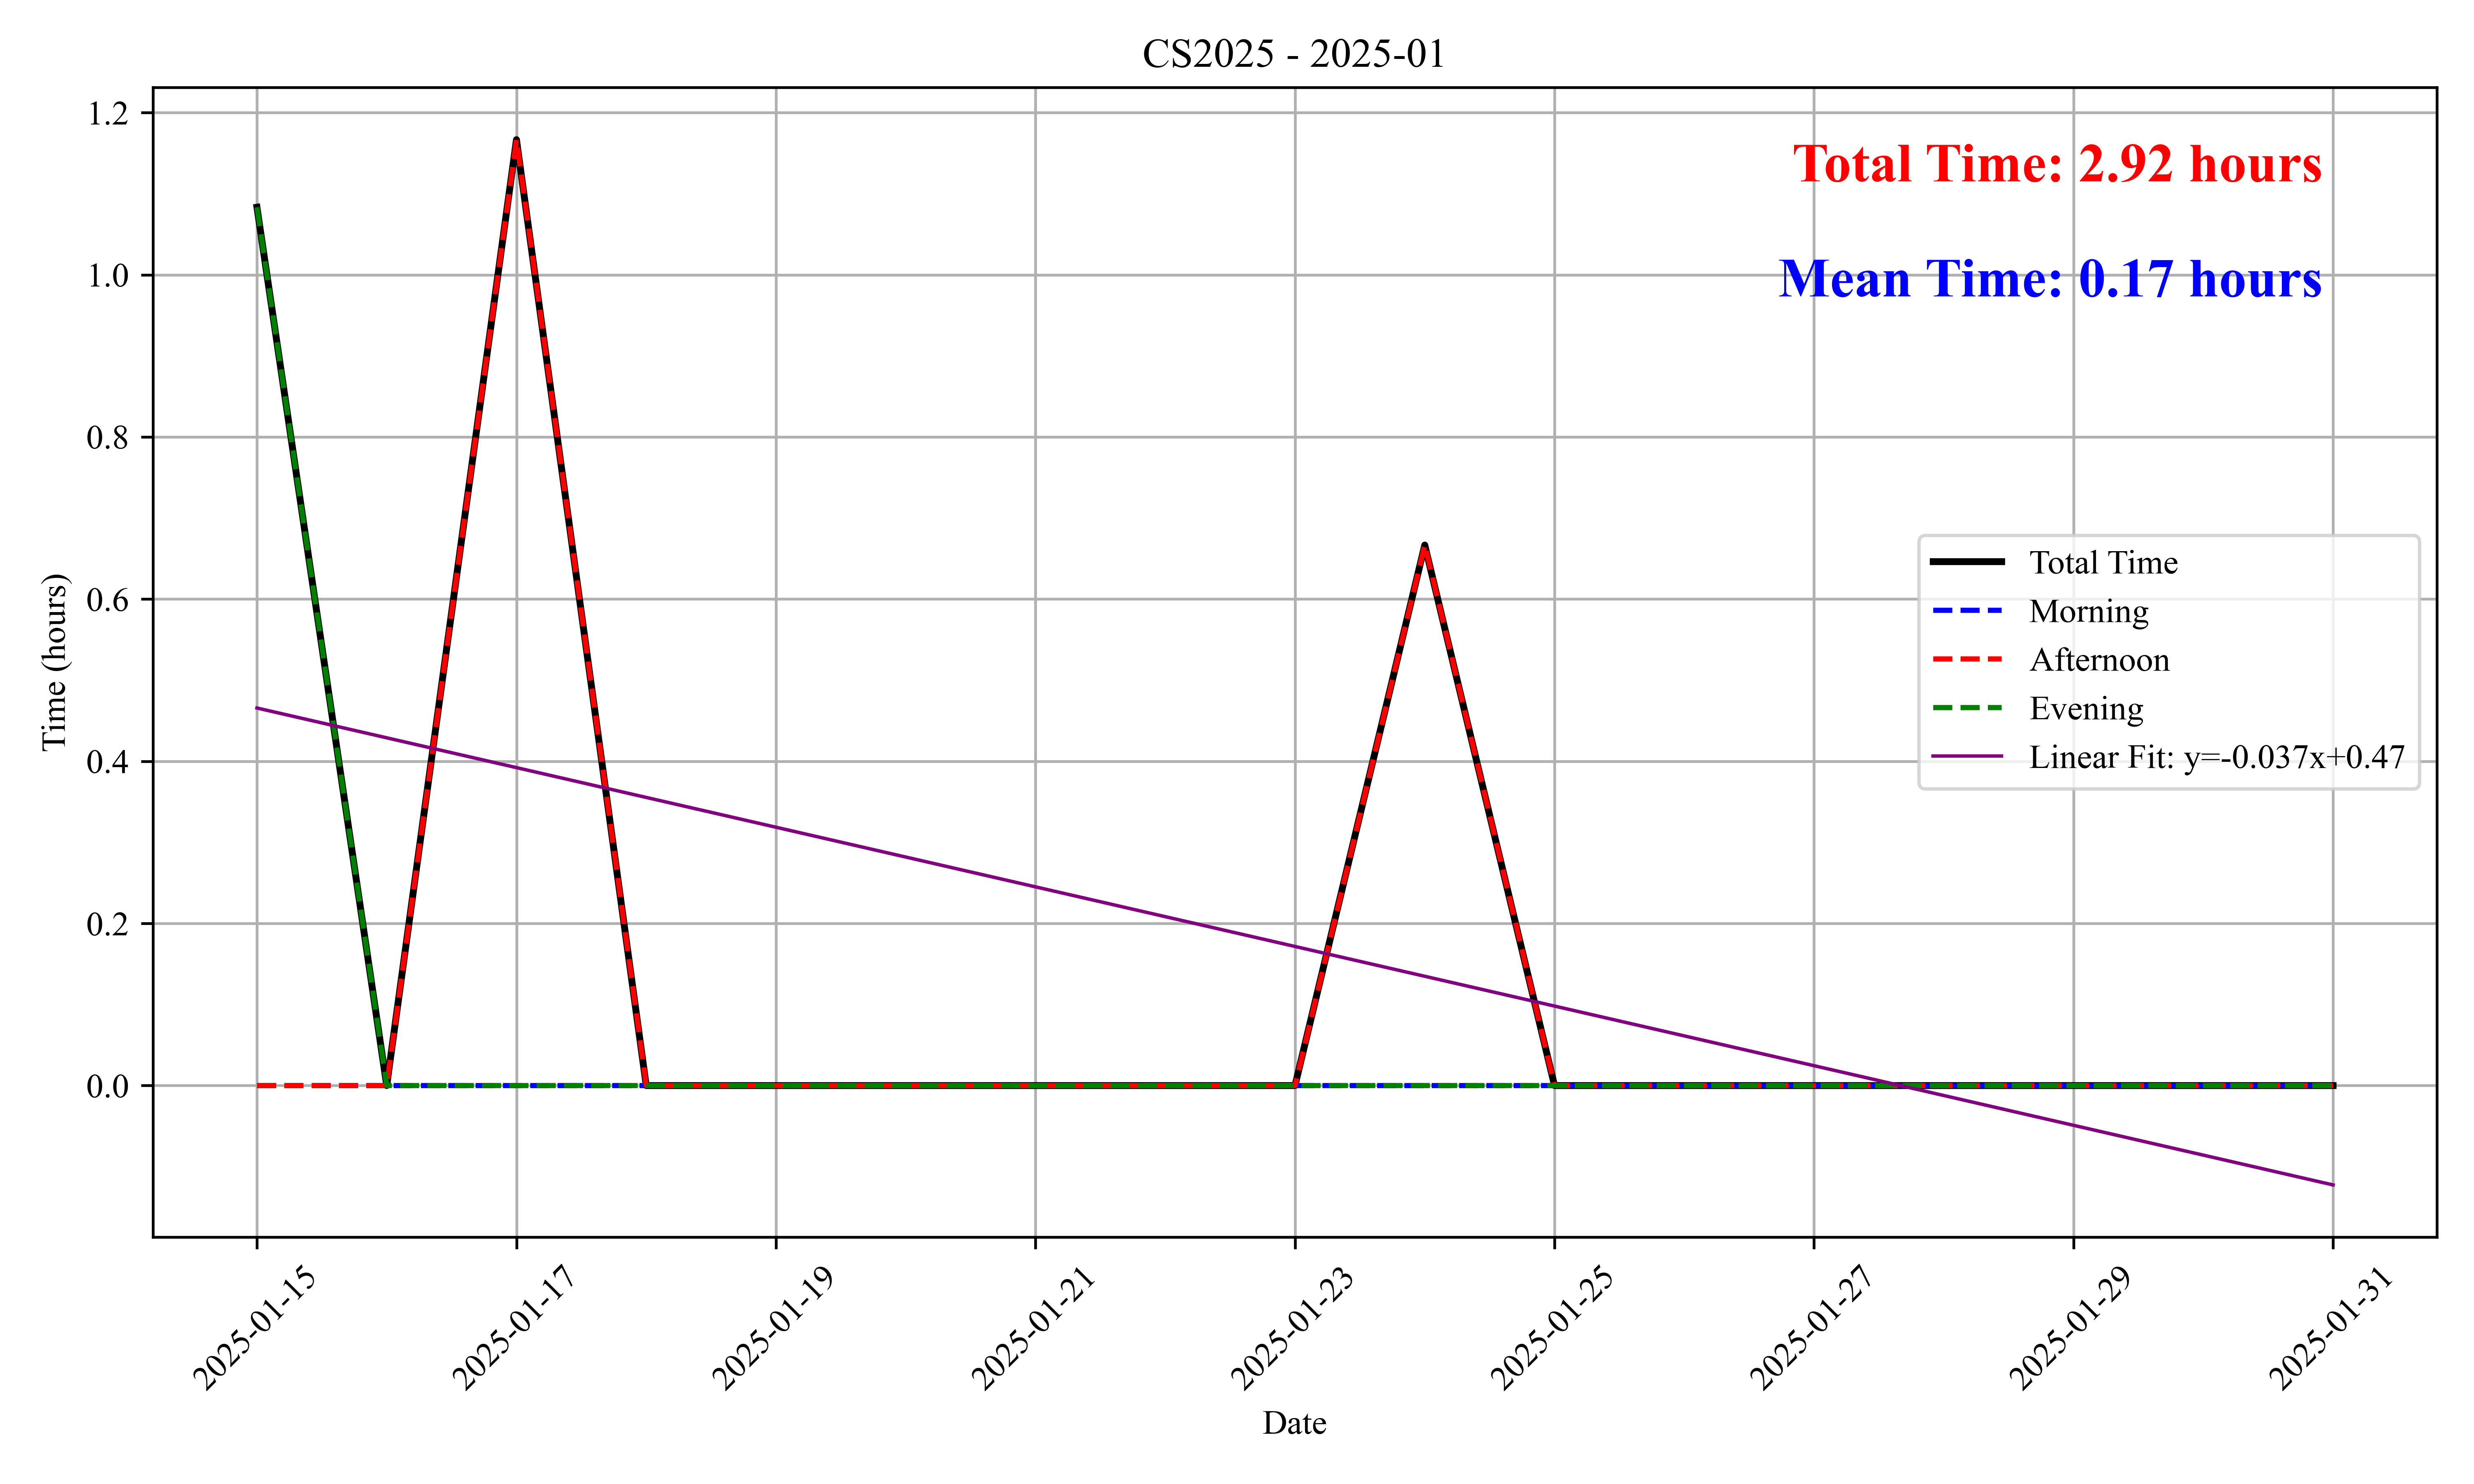 CS2025 - 2025-01
Total Time: 2.92 hours
Mean Time: 0.17 hours
Time (hours)
1.2
1.0
0.8
0.6
0.4
0.2
0.0
Total Time
Morning
Afternoon
Evening
Linear Fit: y=-0.037x+0.47
2025-01-15
2025-01-17
2025-01-19
2025-01-21
2025-01-23
2025-01-25
2025-01-27
2025-01-29
2025-01-31
Date